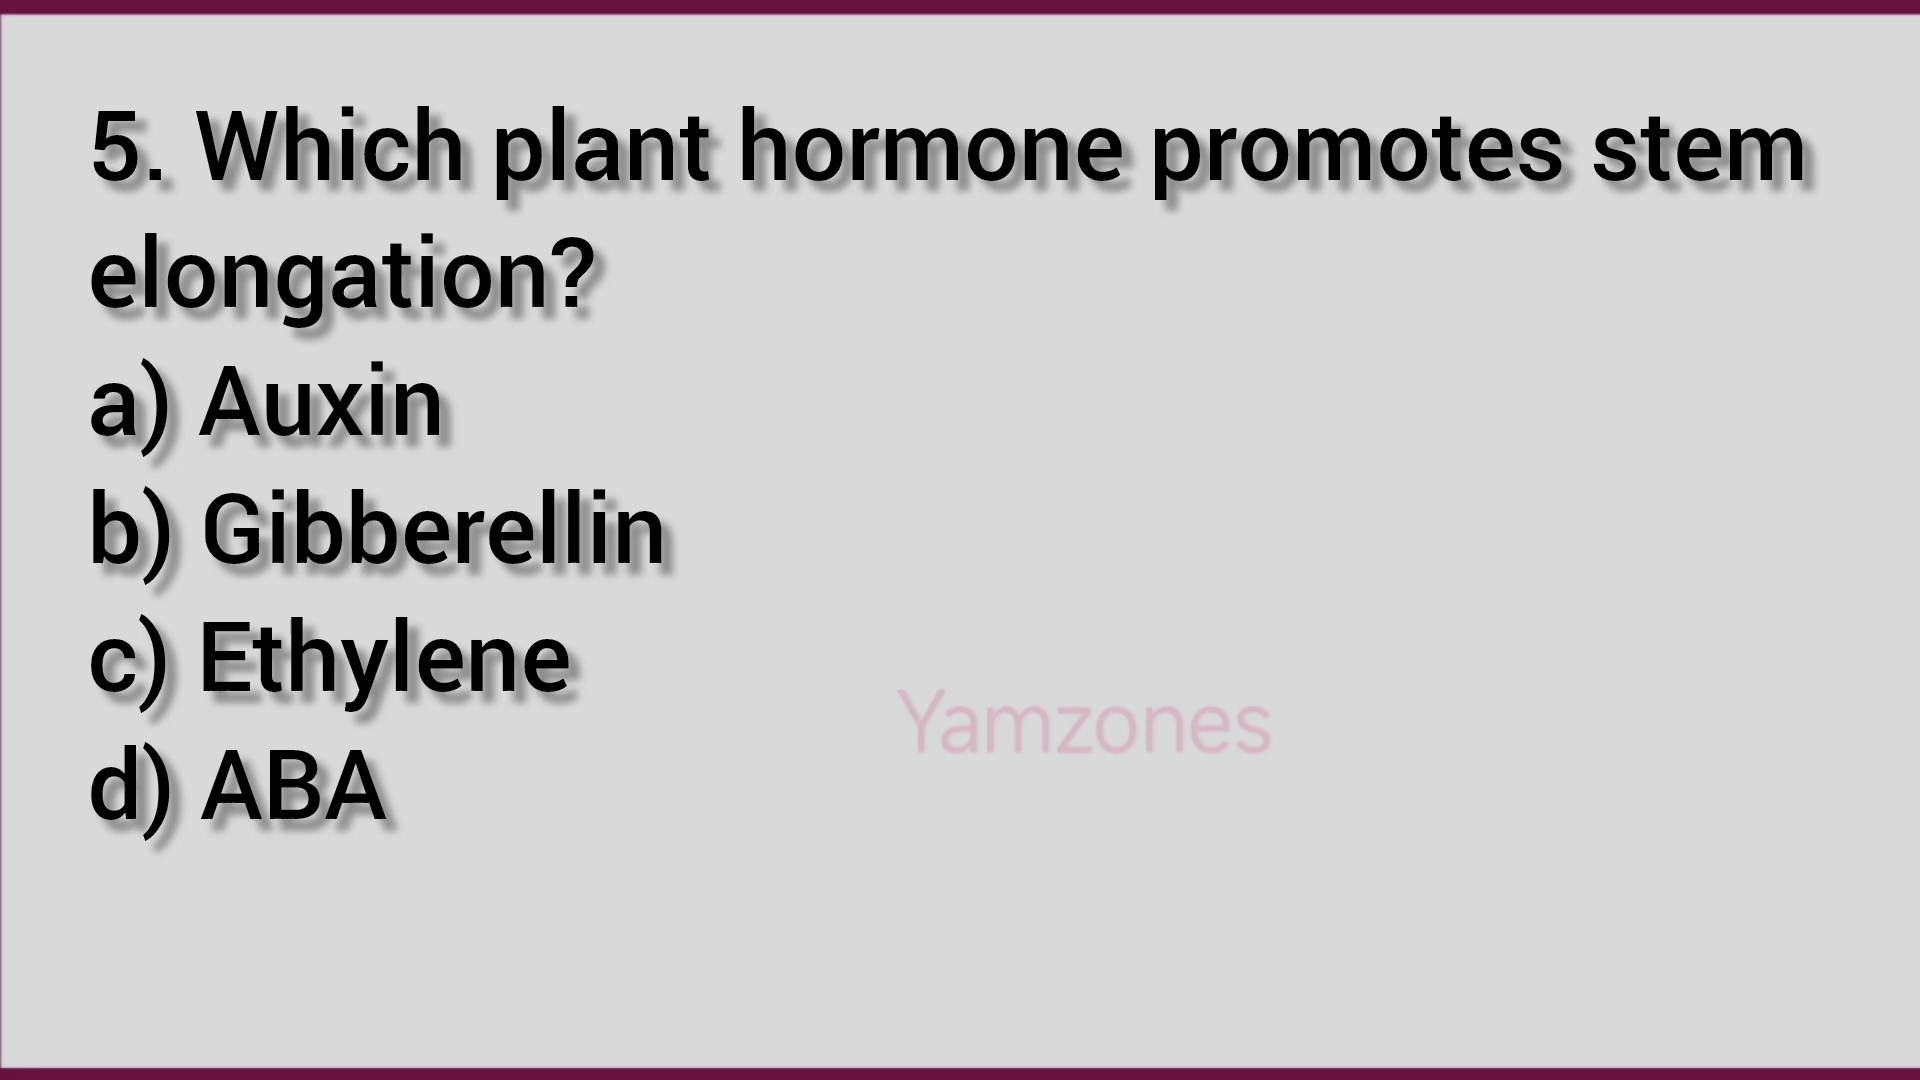 5. Which plant hormone promotes stem
elongation?
a) Auxin
b) Gibberellin
c) Ethylene
d) ABA
Yamzones